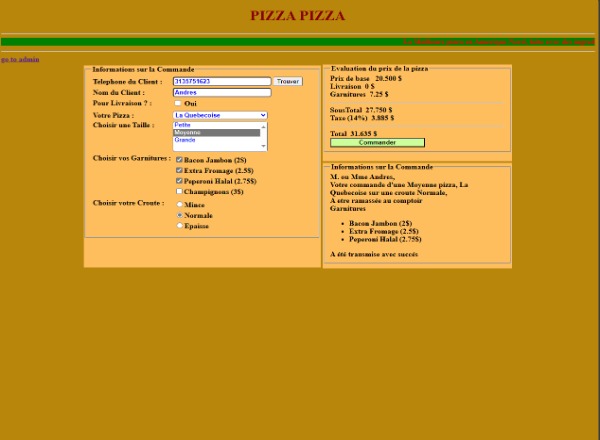 PIZZA PIZZA
go to admin
Informations sur la Commande
Telephone du Client :
3135751623
Trouver
Nom du Client :
Andres
Pour Livraison ? :
Oui
Votre Pizza :
La Quebecoise
Choisir une Taille :
Petite
Moyenne
Grande
Choisir vos Garnitures :
Bacon Jambon (2$)
Extra Fromage (2.5$)
Peperoni Halal (2.75$)
Champignons (3$)
Choisir votre Croute :
Mince
Normale
Epaisse
Evaluation du prix de la pizza
Prix de base 20.500 $
Livraison 0 $
Garnitures 7.25 $
SousTotal 27.750 $
Taxe (14%) 3.885 $
Total 31.635 $
Commander
Informations sur la Commande
M. ou Mme Andres,
Votre commande d'une Moyenne pizza, La
Quebecoise sur une croute Normale,
A etre ramassée au comptoir
Garnitures
Bacon Jambon (2$)
Extra Fromage (2.5$)
Peperoni Halal (2.75$)
A été transmise avec succés